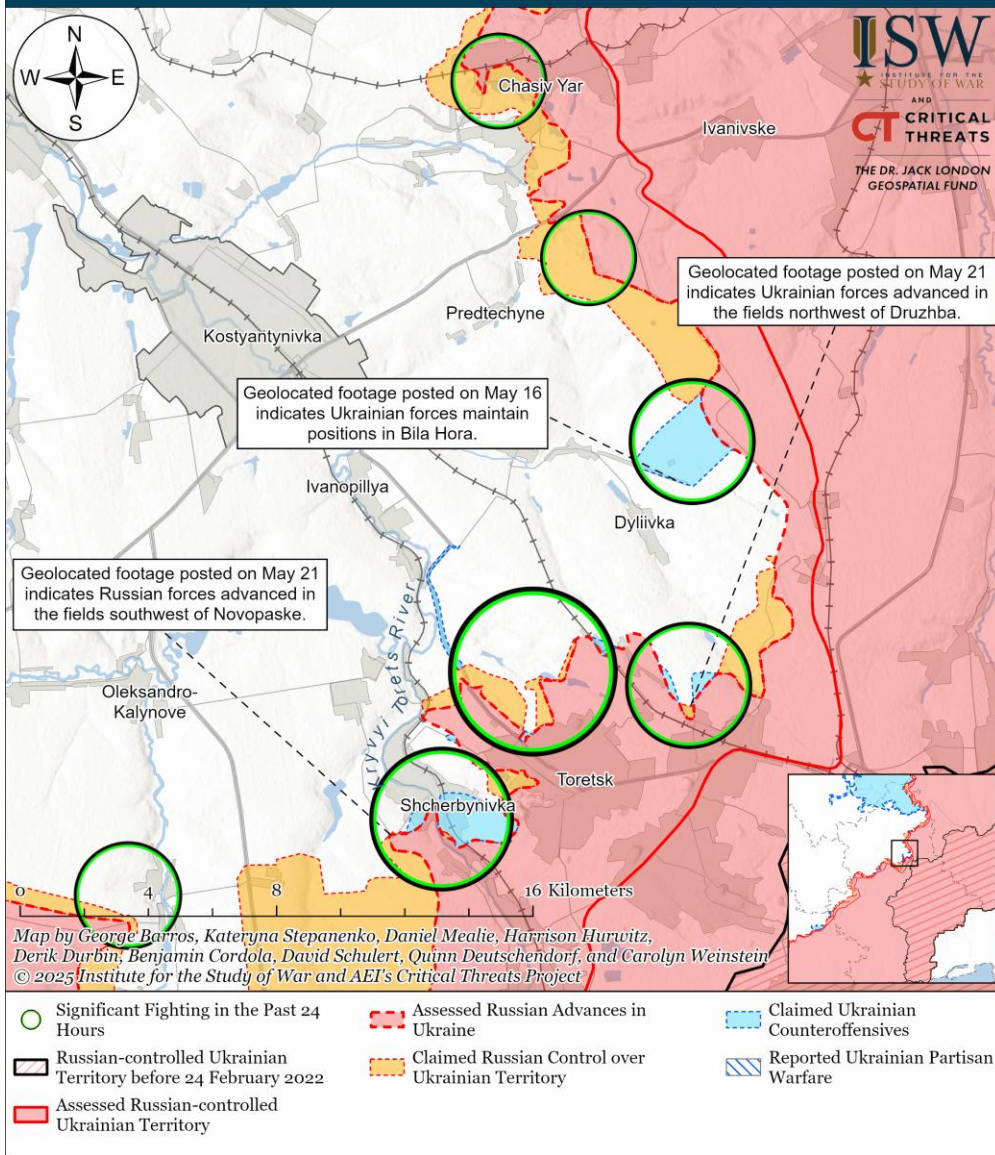 N
W E
S
ISW
INSTITUTE FOR THE
STUDY OF WAR
AND
CT CRITICAL
THREATS
THE DR. JACK LONDON
GEOSPATIAL FUND
Chasiv Yar
Ivanivske
Geolocated footage posted on May 21
indicates Ukrainian forces advanced in
the fields northwest of Druzhba.
Predtechyne
Kostyantynivka
Geolocated footage posted on May 16
indicates Ukrainian forces maintain
positions in Bila Hora.
Ivanopillya
Dyliivka
Geolocated footage posted on May 21
indicates Russian forces advanced in
the fields southwest of Novopaske.
Kryvyi Torets River
Oleksandro-
Kalynove
Toretsk
Shcherbynivka
0 4 8 16 Kilometers
Map by George Barros, Kateryna Stepanenko, Daniel Mealie, Harrison Hurwitz,
Derik Durbin, Benjamin Cordola, David Schulert, Quinn Deutschendorf, and Carolyn Weinstein
© 2025 Institute for the Study of War and AEI's Critical Threats Project
Significant Fighting in the Past 24
Hours
Russian-controlled Ukrainian
Territory before 24 February 2022
Assessed Russian-controlled
Ukrainian Territory
Assessed Russian Advances in
Ukraine
Claimed Russian Control over
Ukrainian Territory
Claimed Ukrainian
Counteroffensives
Reported Ukrainian Partisan
Warfare